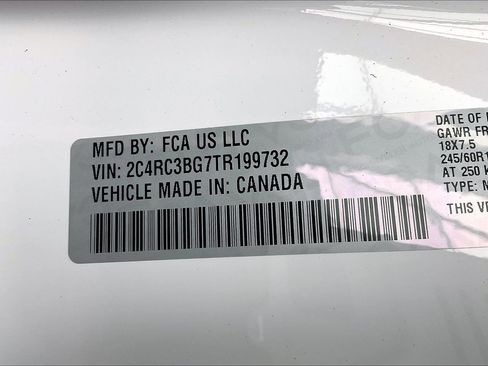 MFD BY: FCA US LLC
VIN: 2C4RC3BG7TR199732
VEHICLE MADE IN: CANADA
DATE OF
GAWR FR
18X7.5
245/60R1
AT 250 k
TYPE:
THIS VE